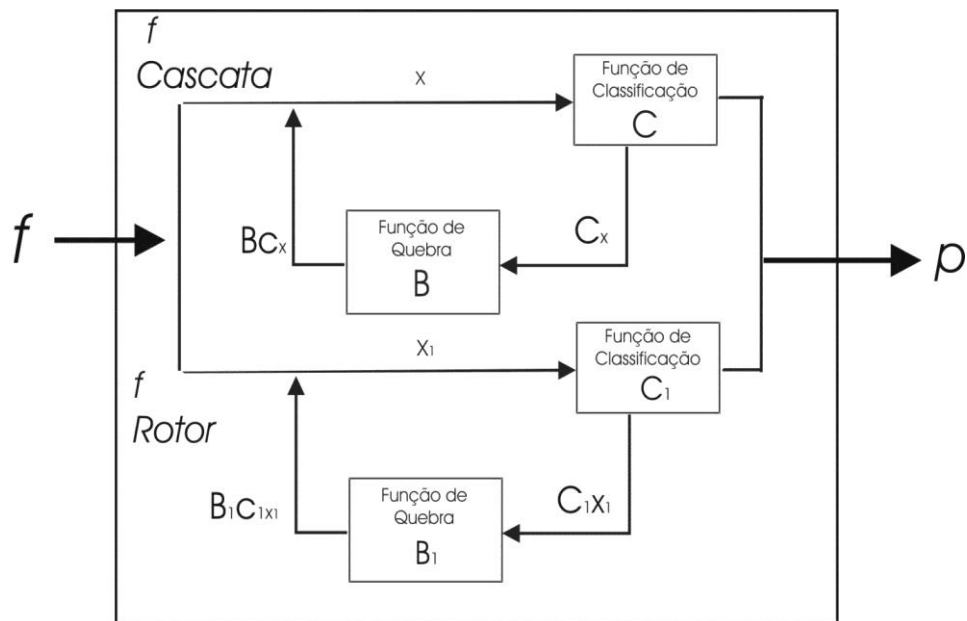 f
Cascata
x
Função de
Classificação
C
f
Bcₓ
Função de
Quebra
B
Cₓ
p
x₁
Função de
Classificação
C₁
f
Rotor
B₁c₁ₓ₁
Função de
Quebra
B₁
C₁x₁